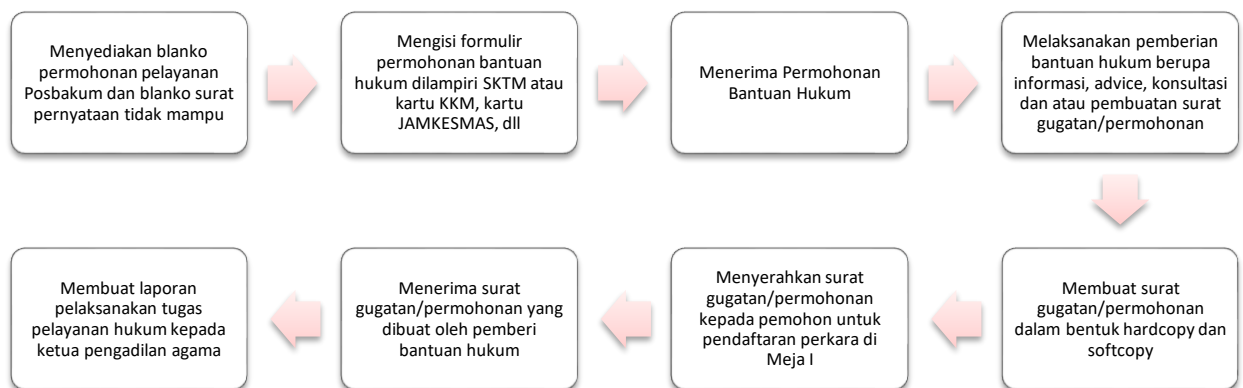 Menyediakan blanko
permohonan pelayanan
Posbakum dan blanko surat
pernyataan tidak mampu
Mengisi formulir
permohonan bantuan
hukum dilampiri SKTM atau
kartu KKM, kartu
JAMKESMAS, dll
Menerima Permohonan
Bantuan Hukum
Melaksanakan pemberian
bantuan hukum berupa
informasi, advice, konsultasi
dan atau pembuatan surat
gugatan/permohonan
Membuat surat
gugatan/permohonan
dalam bentuk hardcopy dan
softcopy
Menyerahkan surat
gugatan/permohonan
kepada pemohon untuk
pendaftaran perkara di
Meja I
Menerima surat
gugatan/permohonan yang
dibuat oleh pemberi
bantuan hukum
Membuat laporan
pelaksanakan tugas
pelayanan hukum kepada
ketua pengadilan agama